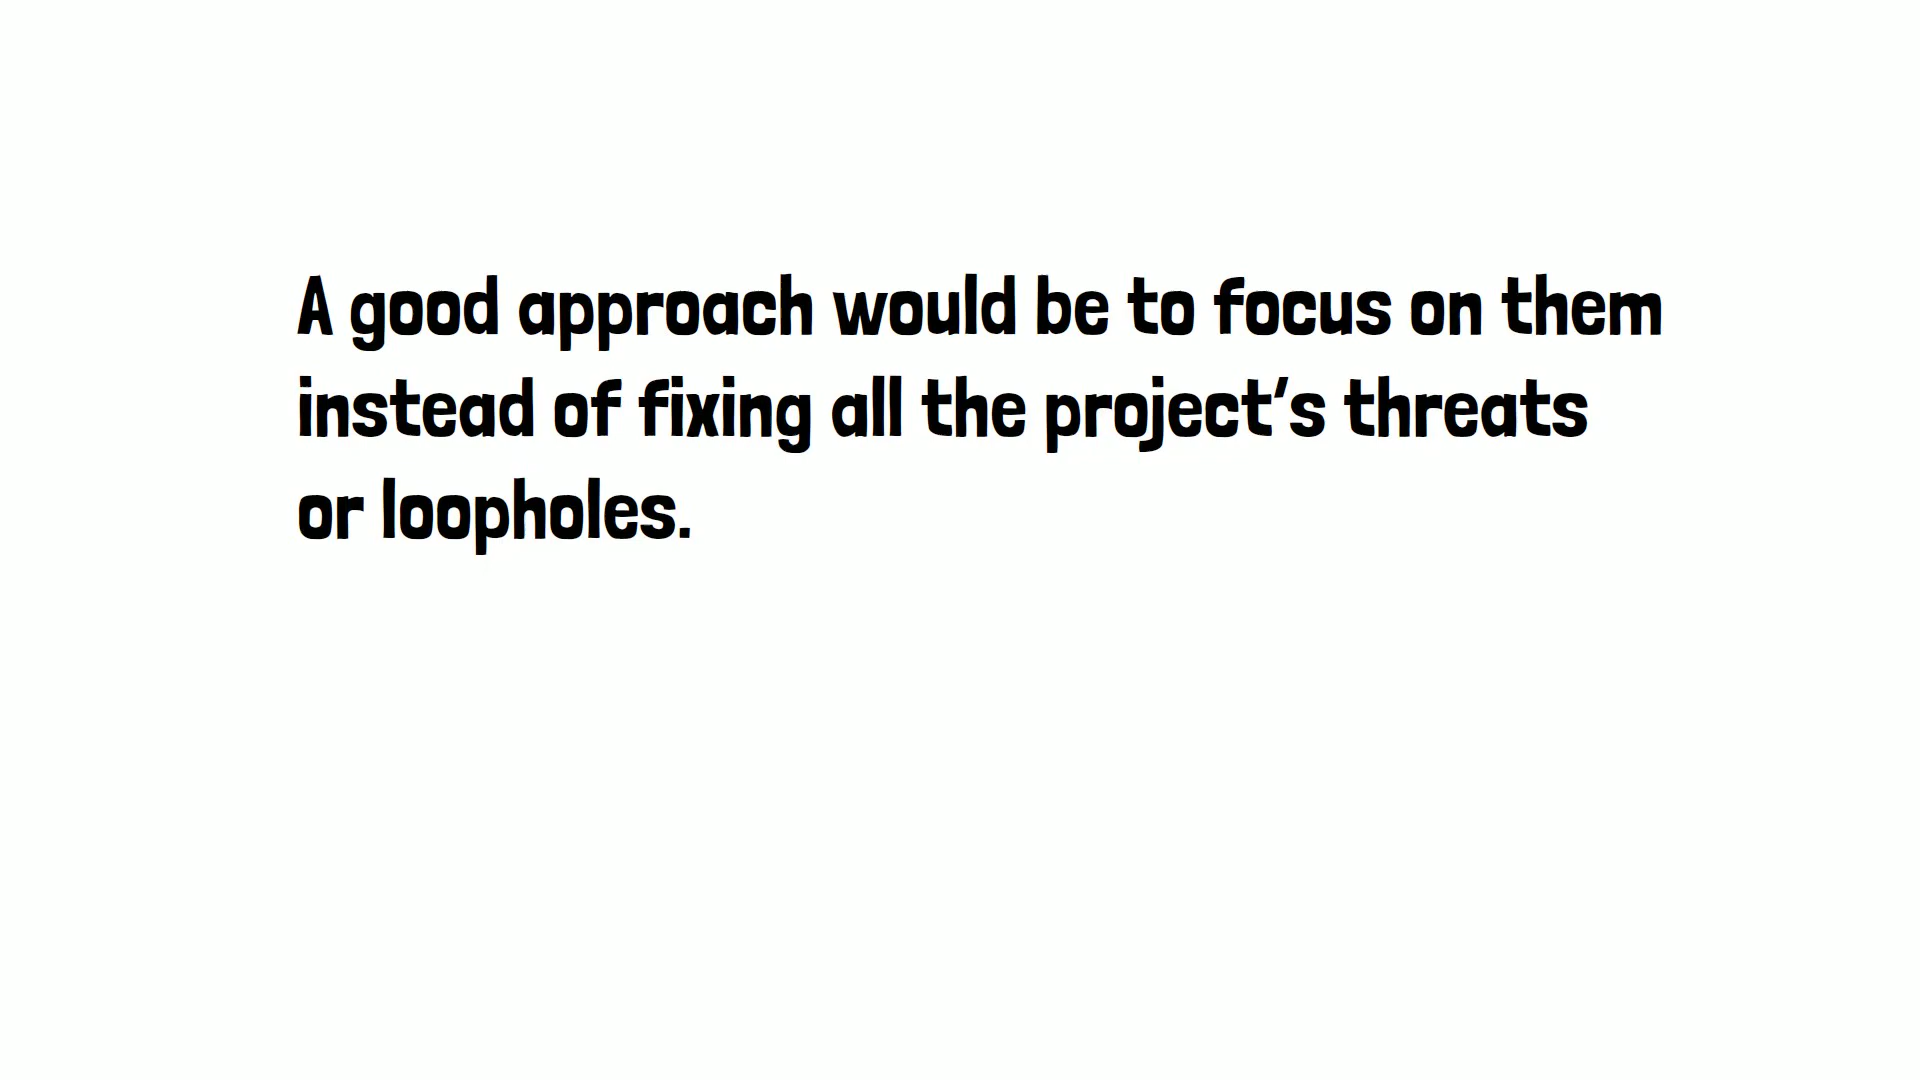 A good approach would be to focus on them
instead of fixing all the project's threats
or loopholes.